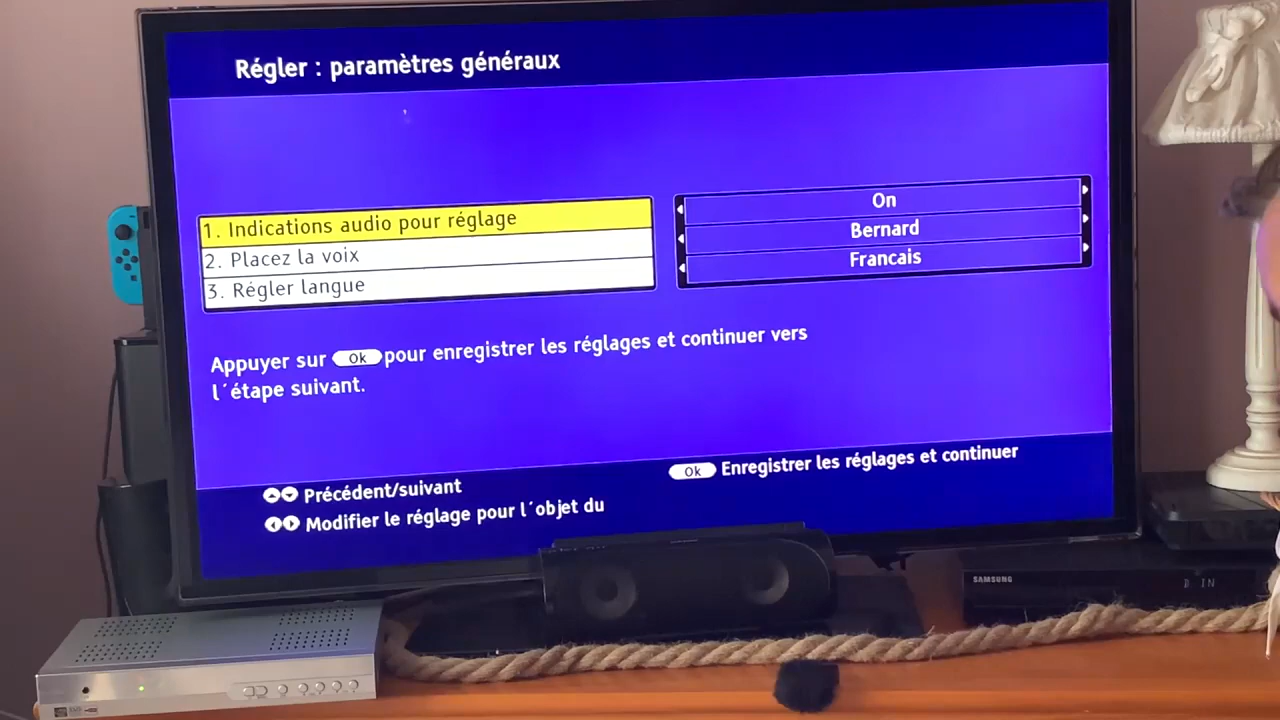 Régler : paramètres généraux
1. Indications audio pour réglage
On
2. Placez la voix
Bernard
3. Régler langue
Francais
Appuyer sur Ok pour enregistrer les réglages et continuer vers
l´étape suivant.
Précédent/suivant
Ok Enregistrer les réglages et continuer
Modifier le réglage pour l´objet du
SAMSUNG